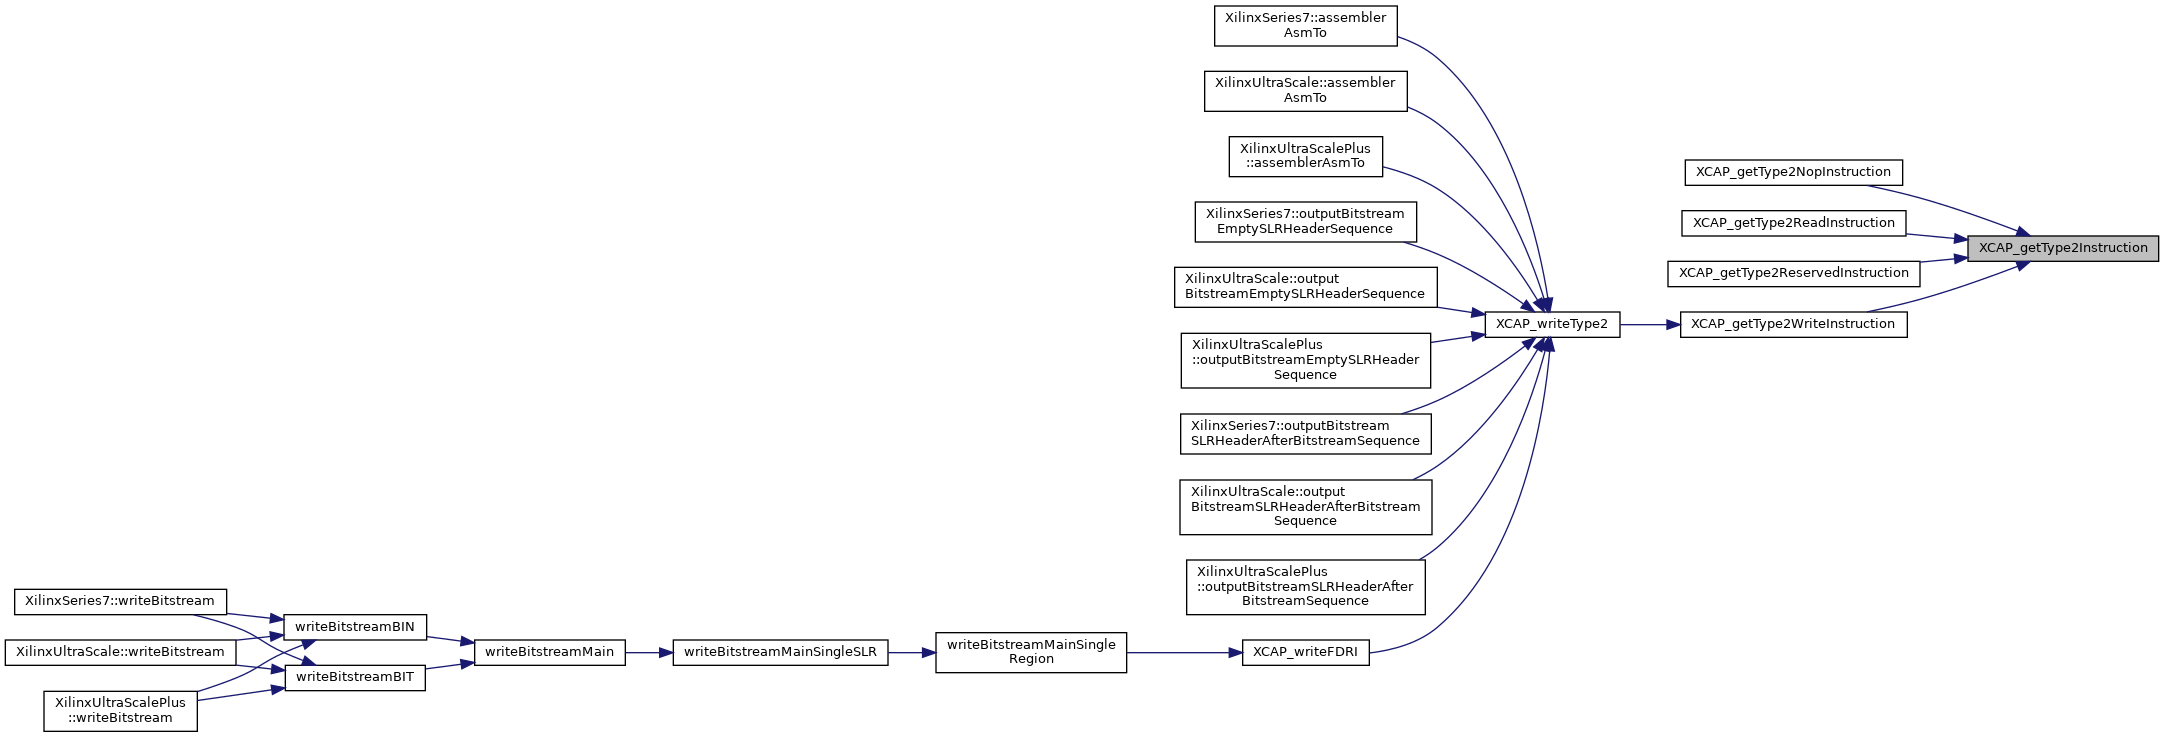 XilinxSeries7::assembler
AsmTo
XilinxUltraScale::assembler
AsmTo
XilinxUltraScalePlus
::assemblerAsmTo
XCAP_getType2NopInstruction
XilinxSeries7::outputBitstream
EmptySLRHeaderSequence
XCAP_getType2ReadInstruction
XCAP_getType2Instruction
XCAP_getType2ReservedInstruction
XilinxUltraScale::output
BitstreamEmptySLRHeaderSequence
XCAP_writeType2
XCAP_getType2WriteInstruction
XilinxUltraScalePlus
::outputBitstreamEmptySLRHeader
Sequence
XilinxSeries7::outputBitstream
SLRHeaderAfterBitstreamSequence
XilinxUltraScale::output
BitstreamSLRHeaderAfterBitstream
Sequence
XilinxUltraScalePlus
::outputBitstreamSLRHeaderAfter
BitstreamSequence
XilinxSeries7::writeBitstream
writeBitstreamBIN
XilinxUltraScale::writeBitstream
writeBitstreamMain
writeBitstreamMainSingleSLR
writeBitstreamMainSingle
Region
XCAP_writeFDRI
writeBitstreamBIT
XilinxUltraScalePlus
::writeBitstream